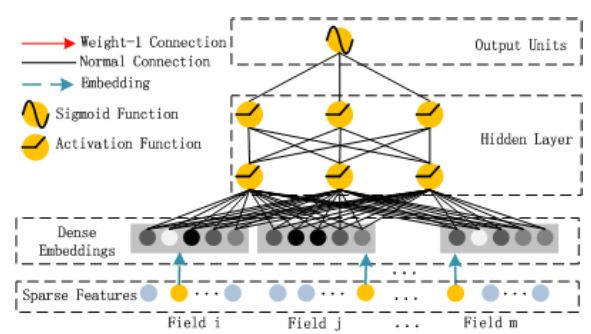 Weight-1 Connection
Normal Connection
Embedding
Sigmoid Function
Activation Function
Output Units
Hidden Layer
Dense
Embeddings
...
Sparse Features
... ... ... ...
Field i Field j ... Field m